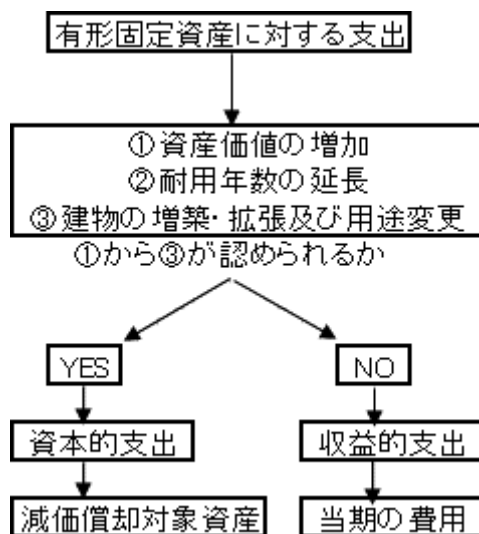 有形固定資産に対する支出
①資産価値の増加
②耐用年数の延長
③建物の増築・拡張及び用途変更
①から③が認められるか
YES
NO
資本的支出
収益的支出
減価償却対象資産
当期の費用